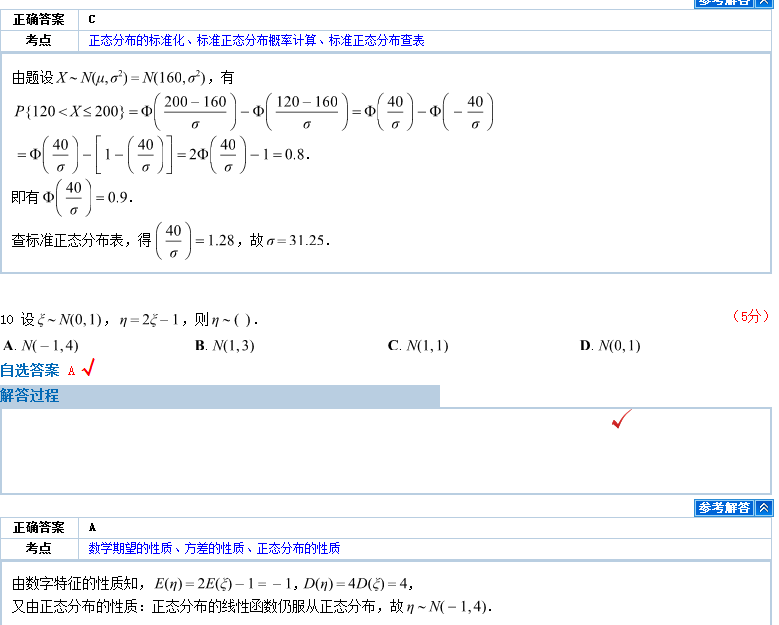 参考解答
正确答案 C
考点 正态分布的标准化、标准正态分布概率计算、标准正态分布查表
由题设 X ~ N(μ,σ²) = N(160,σ²)，有
P{120 < X ≤ 200} = Φ((200 − 160)/σ) − Φ((120 − 160)/σ) = Φ(40/σ) − Φ(−40/σ)
= Φ(40/σ) − [1 − (40/σ)] = 2Φ(40/σ) − 1 = 0.8.
即有 Φ(40/σ) = 0.9.
查标准正态分布表，得 (40/σ) = 1.28，故 σ = 31.25.
10 设 ξ ~ N(0,1)，η = 2ξ − 1，则 η ~ ( ). （5分）
A. N(−1,4) B. N(1,3) C. N(1,1) D. N(0,1)
自选答案 A
解答过程
参考解答
正确答案 A
考点 数学期望的性质、方差的性质、正态分布的性质
由数字特征的性质知，E(η) = 2E(ξ) − 1 = −1, D(η) = 4D(ξ) = 4,
又由正态分布的性质：正态分布的线性函数仍服从正态分布，故 η ~ N(−1,4).